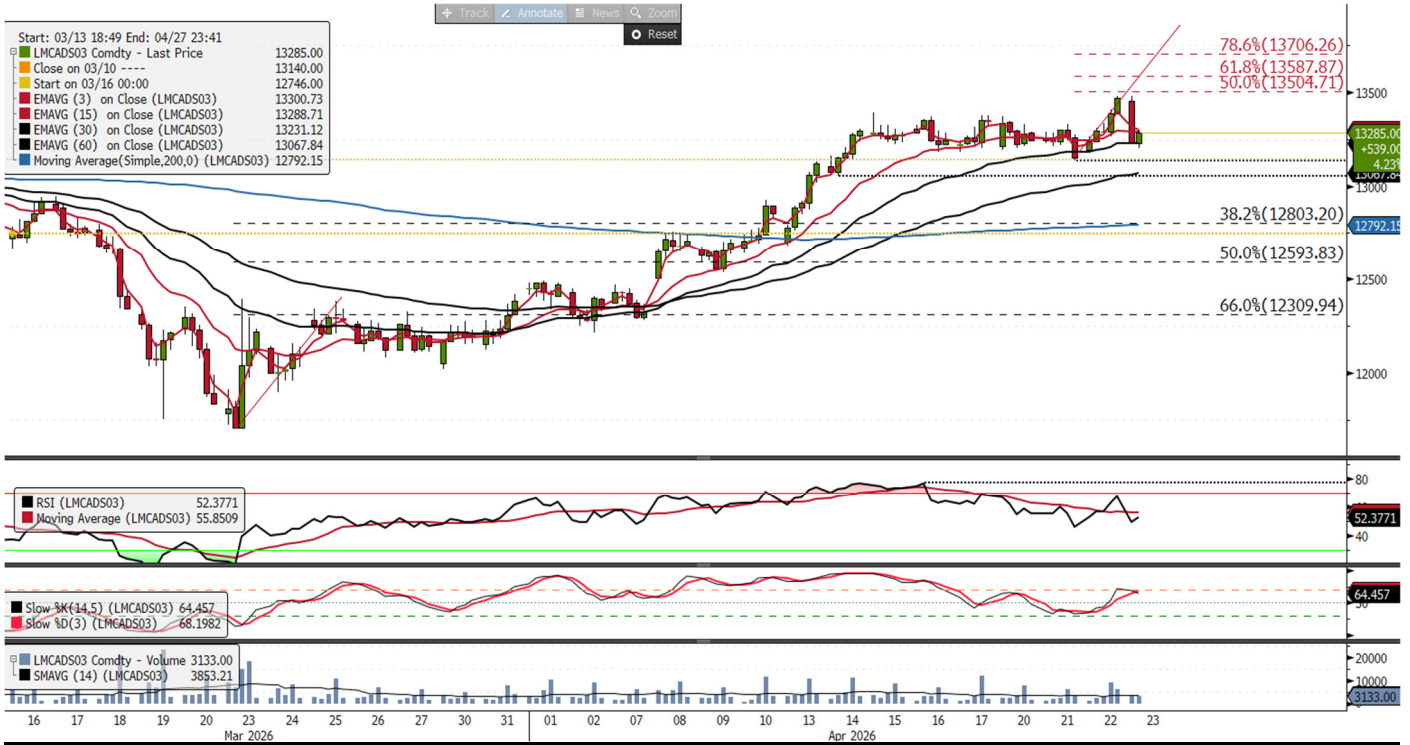 Track Annotate News Zoom
Reset
Start: 03/13 18:49 End: 04/27 23:41
LMCADS03 Comdty - Last Price 13285.00
Close on 03/10 ---- 13140.00
Start on 03/16 00:00 12746.00
EMAVG (3) on Close (LMCADS03) 13300.73
EMAVG (15) on Close (LMCADS03) 13288.71
EMAVG (30) on Close (LMCADS03) 13231.12
EMAVG (60) on Close (LMCADS03) 13067.84
Moving Average(Simple,200,0) (LMCADS03) 12792.15
78.6%(13706.26)
61.8%(13587.87)
50.0%(13504.71)
13500
13285.00
+539.00
4.23%
13067.84
13000
38.2%(12803.20)
12792.15
50.0%(12593.83)
12500
66.0%(12309.94)
12000
RSI (LMCADS03) 52.3771
Moving Average (LMCADS03) 55.8509
80
52.3771
40
Slow %K(14,5) (LMCADS03) 64.457
Slow %D(3) (LMCADS03) 68.1982
64.457
50
LMCADS03 Comdty - Volume 3133.00
SMAVG (14) (LMCADS03) 3853.21
20000
10000
3133.00
16 17 18 19 20 23 24 25 26 27 30 31 01 02 07 08 09 10 13 14 15 16 17 20 21 22 23
Mar 2026 Apr 2026